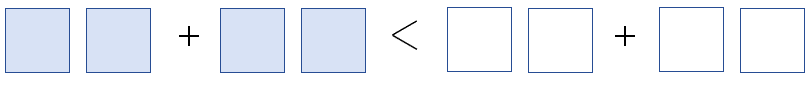 + < +